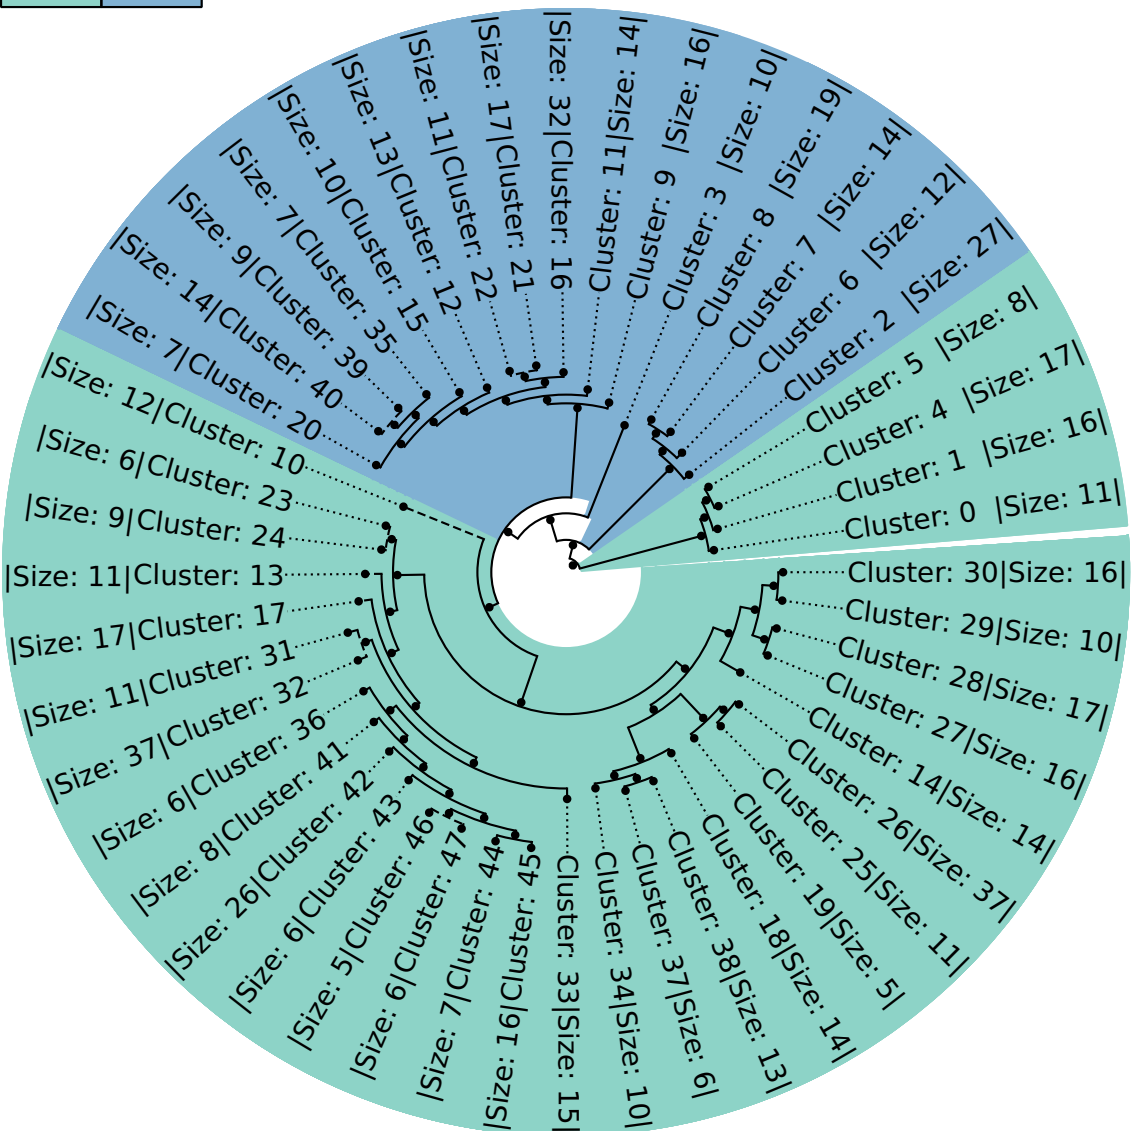 Cluster: 0 |Size: 11|
Cluster: 1 |Size: 16|
Cluster: 4 |Size: 17|
Cluster: 5 |Size: 8|
Cluster: 2 |Size: 27|
Cluster: 6 |Size: 12|
Cluster: 7 |Size: 14|
Cluster: 8 |Size: 19|
Cluster: 3 |Size: 10|
Cluster: 9 |Size: 16|
Cluster: 11|Size: 14|
|Size: 32|Cluster: 16
|Size: 17|Cluster: 21
|Size: 11|Cluster: 22
|Size: 13|Cluster: 12
|Size: 10|Cluster: 15
|Size: 7|Cluster: 35
|Size: 9|Cluster: 39
|Size: 14|Cluster: 40
|Size: 7|Cluster: 20
|Size: 12|Cluster: 10
|Size: 6|Cluster: 23
|Size: 9|Cluster: 24
|Size: 11|Cluster: 13
|Size: 17|Cluster: 17
|Size: 11|Cluster: 31
|Size: 37|Cluster: 32
|Size: 6|Cluster: 36
|Size: 8|Cluster: 41
|Size: 26|Cluster: 42
|Size: 6|Cluster: 43
|Size: 5|Cluster: 46
|Size: 6|Cluster: 47
|Size: 7|Cluster: 44
|Size: 16|Cluster: 45
Cluster: 33|Size: 15|
Cluster: 34|Size: 10|
Cluster: 37|Size: 6|
Cluster: 38|Size: 13|
Cluster: 18|Size: 14|
Cluster: 19|Size: 5|
Cluster: 25|Size: 11|
Cluster: 26|Size: 37|
Cluster: 14|Size: 14|
Cluster: 27|Size: 16|
Cluster: 28|Size: 17|
Cluster: 29|Size: 10|
Cluster: 30|Size: 16|